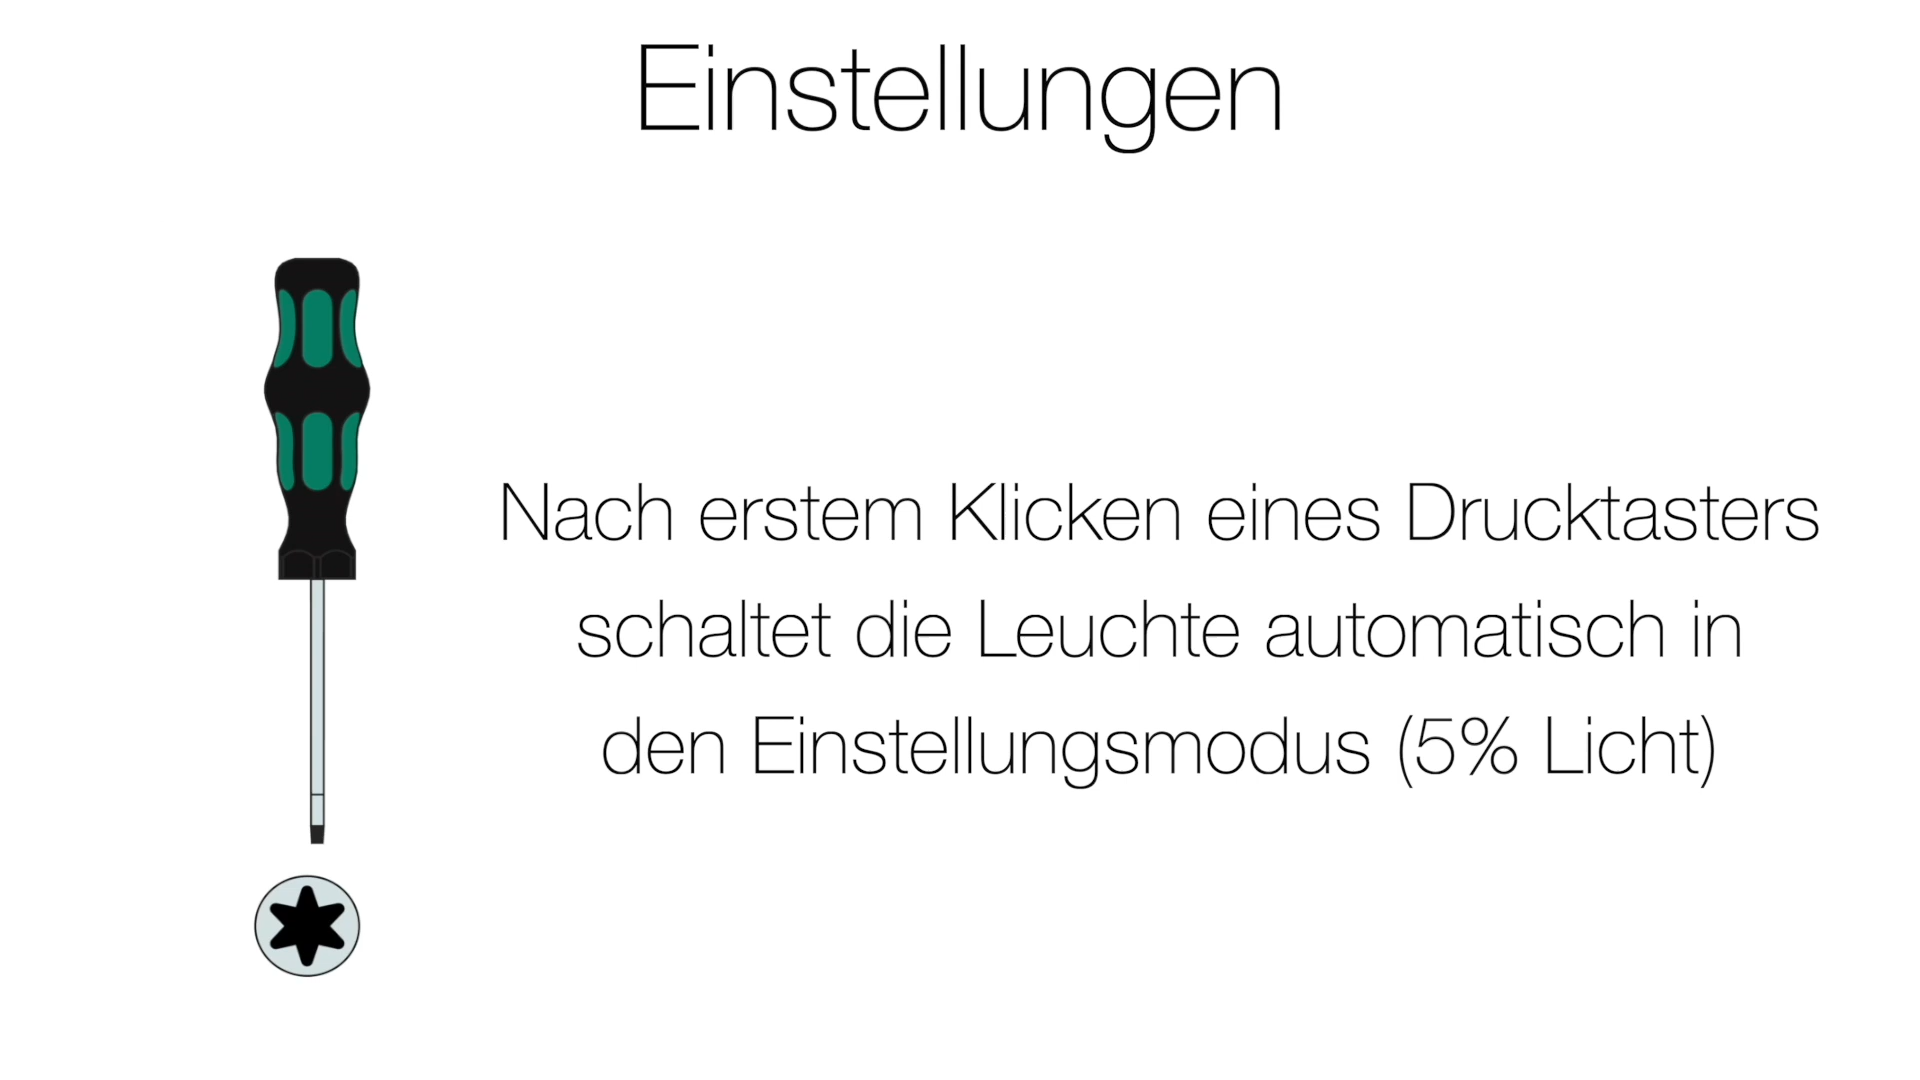 Einstellungen
Nach erstem Klicken eines Drucktasters
schaltet die Leuchte automatisch in
den Einstellungsmodus (5% Licht)